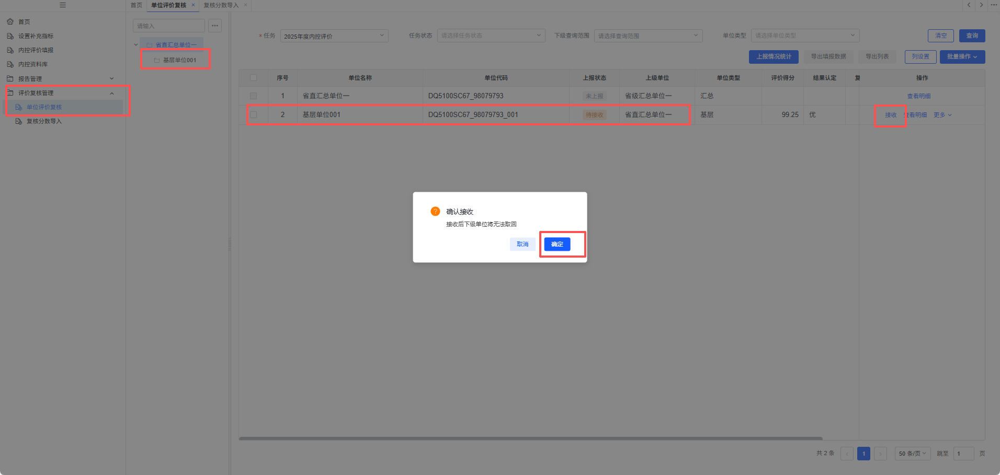 首页
单位评价复核
复核分数导入
首页
设置补充指标
内控评价填报
内控资料库
报告管理
评价复核管理
单位评价复核
复核分数导入
请输入
省直汇总单位一
基层单位001
* 任务 2025年度内控评价 任务状态 请选择任务状态 下级查询范围 请选择查询范围 单位类型 请选择单位类型 清空 查询
上报情况统计 导出填报数据 导出列表 列设置 批量操作
序号 单位名称 单位代码 上报状态 上级单位 单位类型 评价得分 结果认定 复 操作
1 省直汇总单位一 DQ5100SC67_98079793 未上报 省级汇总单位一 汇总 查看明细
2 基层单位001 DQ5100SC67_98079793_001 待接收 省直汇总单位一 基层 99.25 优 接收 查看明细 更多
? 确认接收
接收后下级单位将无法取回
取消 确定
共 2 条 1 50 条/页 跳至 1 页